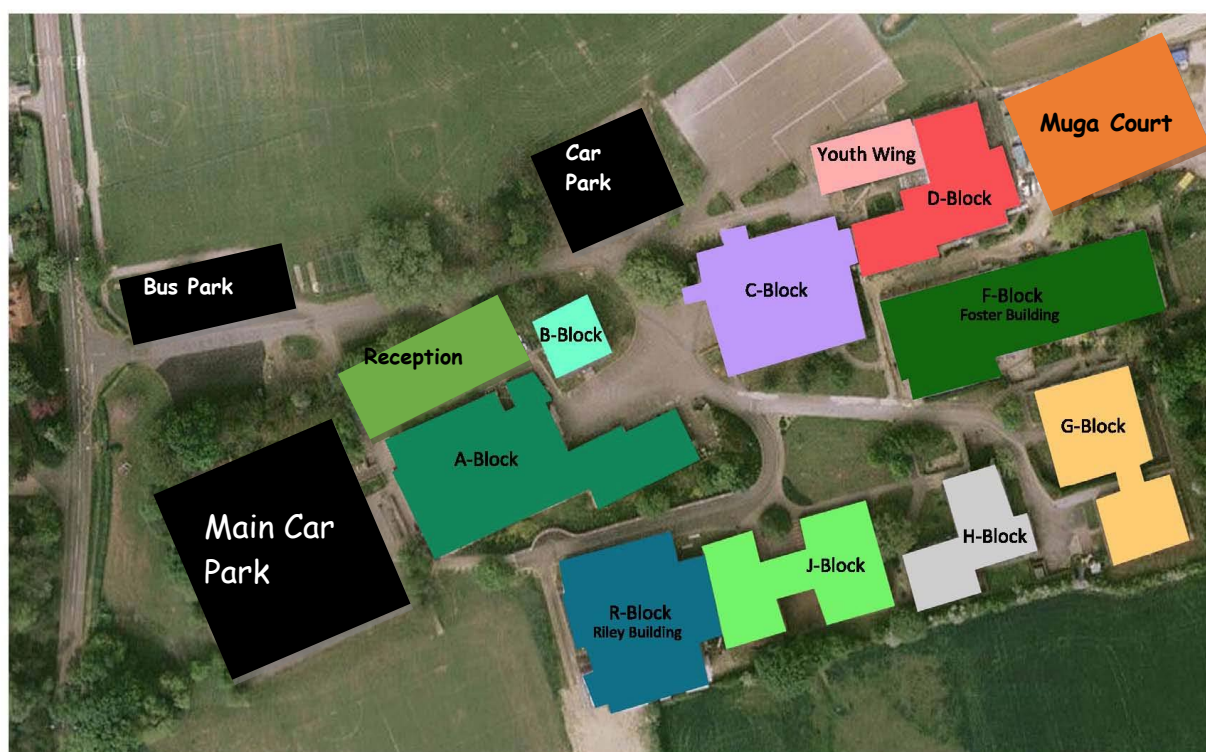 Google
Muga Court
Car
Park
Youth Wing
D-Block
Bus Park
C-Block
F-Block
Foster Building
B-Block
Reception
G-Block
A-Block
Main Car
Park
H-Block
J-Block
R-Block
Riley Building